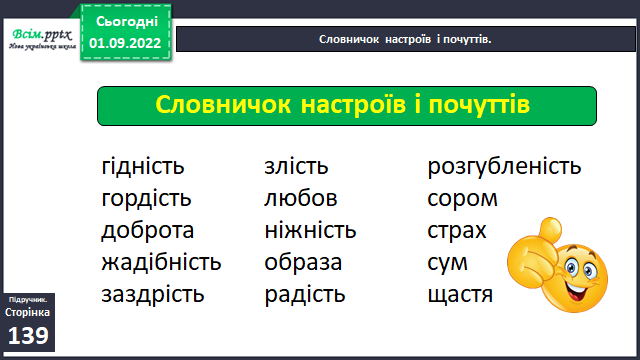 Всім.pptx
Нова українська школа
Сьогодні
01.09.2022
Словничок настроїв і почуттів.
Словничок настроїв і почуттів
гідність
гордість
доброта
жадібність
заздрість
злість
любов
ніжність
образа
радість
розгубленість
сором
страх
сум
щастя
Підручник.
Сторінка
139